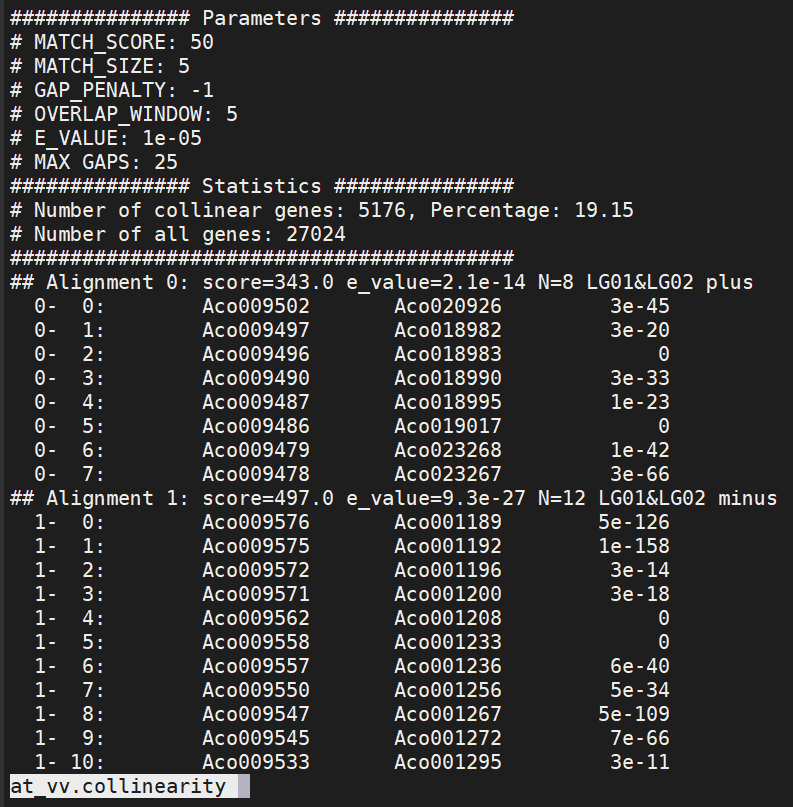 ############### Parameters ###############
# MATCH_SCORE: 50
# MATCH_SIZE: 5
# GAP_PENALTY: -1
# OVERLAP_WINDOW: 5
# E_VALUE: 1e-05
# MAX GAPS: 25
############### Statistics ###############
# Number of collinear genes: 5176, Percentage: 19.15
# Number of all genes: 27024
##########################################
## Alignment 0: score=343.0 e_value=2.1e-14 N=8 LG01&LG02 plus
  0-  0:        Aco009502       Aco020926         3e-45
  0-  1:        Aco009497       Aco018982         3e-20
  0-  2:        Aco009496       Aco018983             0
  0-  3:        Aco009490       Aco018990         3e-33
  0-  4:        Aco009487       Aco018995         1e-23
  0-  5:        Aco009486       Aco019017             0
  0-  6:        Aco009479       Aco023268         1e-42
  0-  7:        Aco009478       Aco023267         3e-66
## Alignment 1: score=497.0 e_value=9.3e-27 N=12 LG01&LG02 minus
  1-  0:        Aco009576       Aco001189        5e-126
  1-  1:        Aco009575       Aco001192        1e-158
  1-  2:        Aco009572       Aco001196         3e-14
  1-  3:        Aco009571       Aco001200         3e-18
  1-  4:        Aco009562       Aco001208             0
  1-  5:        Aco009558       Aco001233             0
  1-  6:        Aco009557       Aco001236         6e-40
  1-  7:        Aco009550       Aco001256         5e-34
  1-  8:        Aco009547       Aco001267        5e-109
  1-  9:        Aco009545       Aco001272         7e-66
  1- 10:        Aco009533       Aco001295         3e-11
at_vv.collinearity